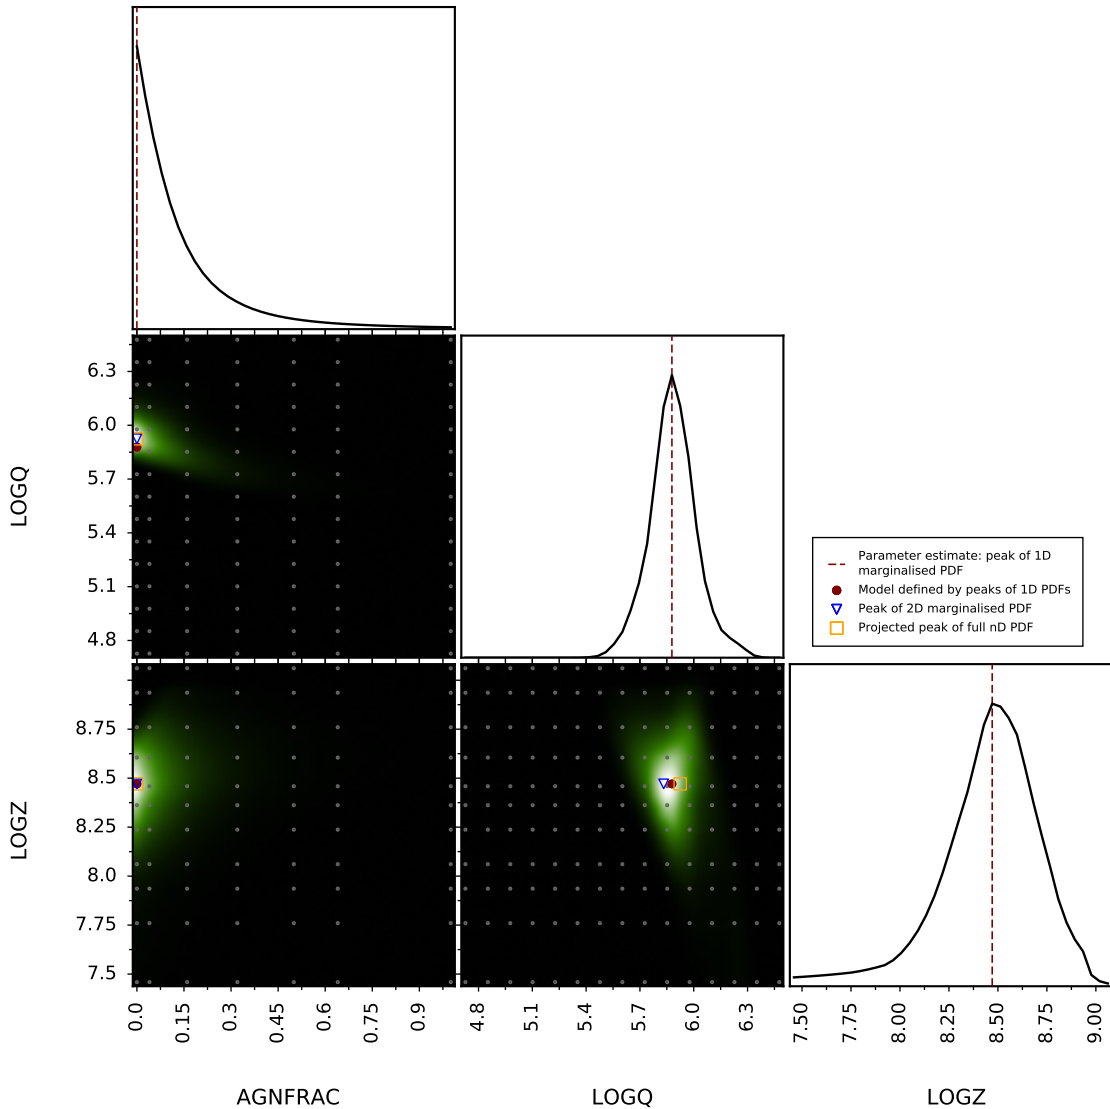 6.3
6.0
5.7
5.4
5.1
4.8
LOGQ
Parameter estimate: peak of 1D
marginalised PDF
Model defined by peaks of 1D PDFs
Peak of 2D marginalised PDF
Projected peak of full nD PDF
8.75
8.5
8.25
8.0
7.75
7.5
LOGZ
0.0 0.15 0.3 0.45 0.6 0.75 0.9
4.8 5.1 5.4 5.7 6.0 6.3
7.50 7.75 8.00 8.25 8.50 8.75 9.00
AGNFRAC
LOGQ
LOGZ